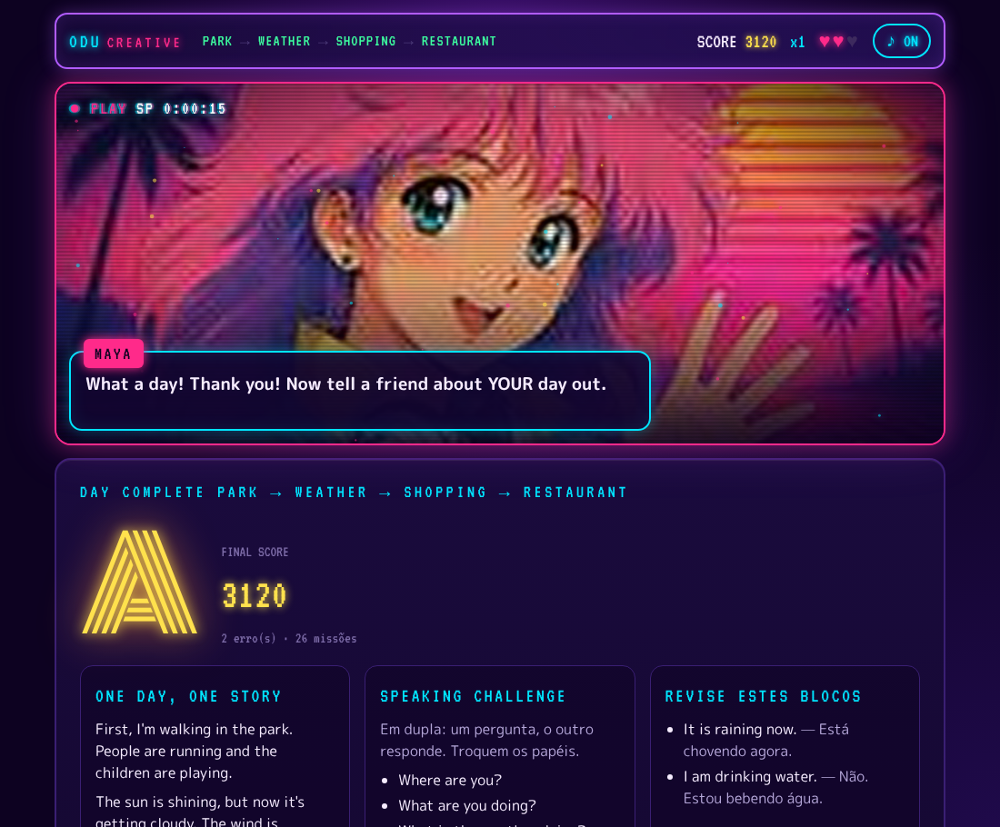 ODU CREATIVE PARK → WEATHER → SHOPPING → RESTAURANT SCORE 3120 x1 ♥♥♥ ♪ ON
PLAY SP 0:00:15
MAYA
What a day! Thank you! Now tell a friend about YOUR day out.
DAY COMPLETE PARK → WEATHER → SHOPPING → RESTAURANT
A
FINAL SCORE
3120
2 erro(s) · 26 missões
ONE DAY, ONE STORY
First, I'm walking in the park.
People are running and the
children are playing.
The sun is shining, but now it's
getting cloudy. The wind is
SPEAKING CHALLENGE
Em dupla: um pergunta, o outro
responde. Troquem os papéis.
• Where are you?
• What are you doing?
REVISE ESTES BLOCOS
• It is raining now. — Está
chovendo agora.
• I am drinking water. — Não.
Estou bebendo água.